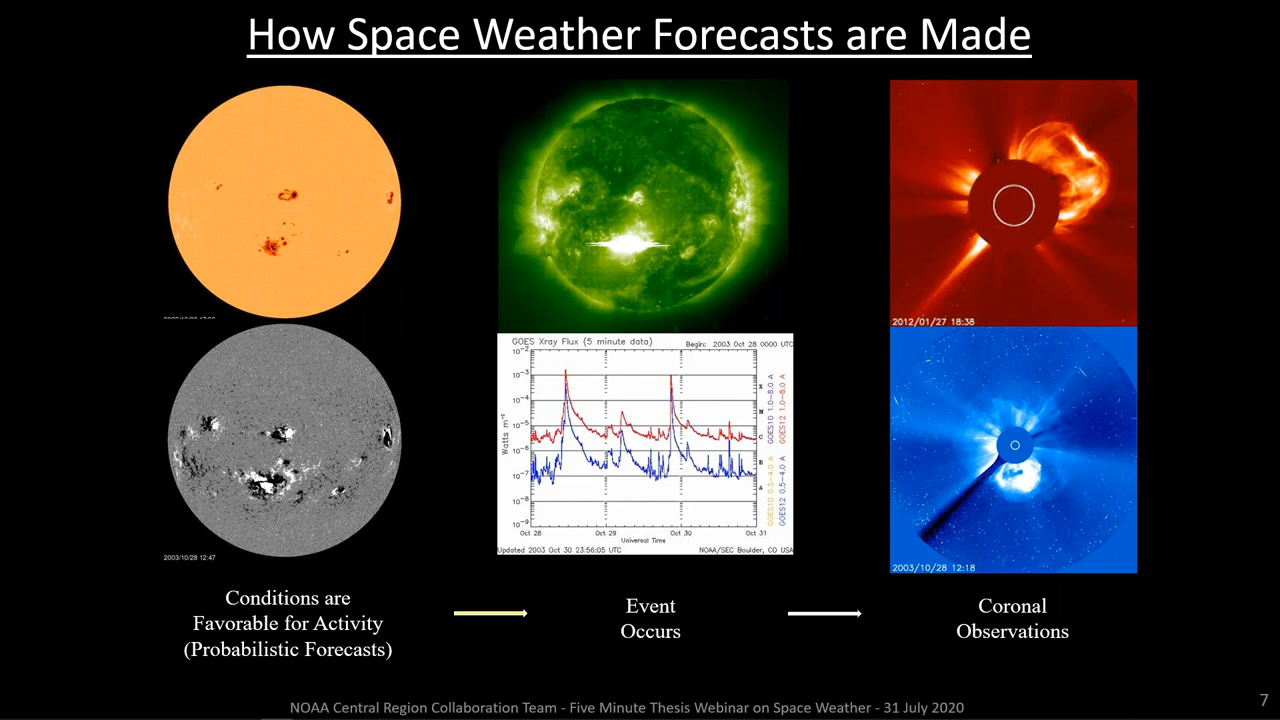 How Space Weather Forecasts are Made
2003/10/28 12:47
GOES Xray Flux (5 minute data)
Begin: 2003 Oct 28 0000 UTC
10-2
10-3
10-4
10-5
10-6
10-7
10-8
10-9
Watts m-2
X
M
C
B
A
GOES10 1.0-8.0 A
GOES12 1.0-8.0 A
GOES10 0.5-4.0 A
GOES12 0.5-4.0 A
Oct 28
Oct 29
Oct 30
Oct 31
Universal Time
Updated 2003 Oct 30 23:56:05 UTC
NOAA/SEC Boulder, CO USA
2012/01/27 18:38
2003/10/28 12:18
Conditions are
Favorable for Activity
(Probabilistic Forecasts)
Event
Occurs
Coronal
Observations
NOAA Central Region Collaboration Team - Five Minute Thesis Webinar on Space Weather - 31 July 2020
7